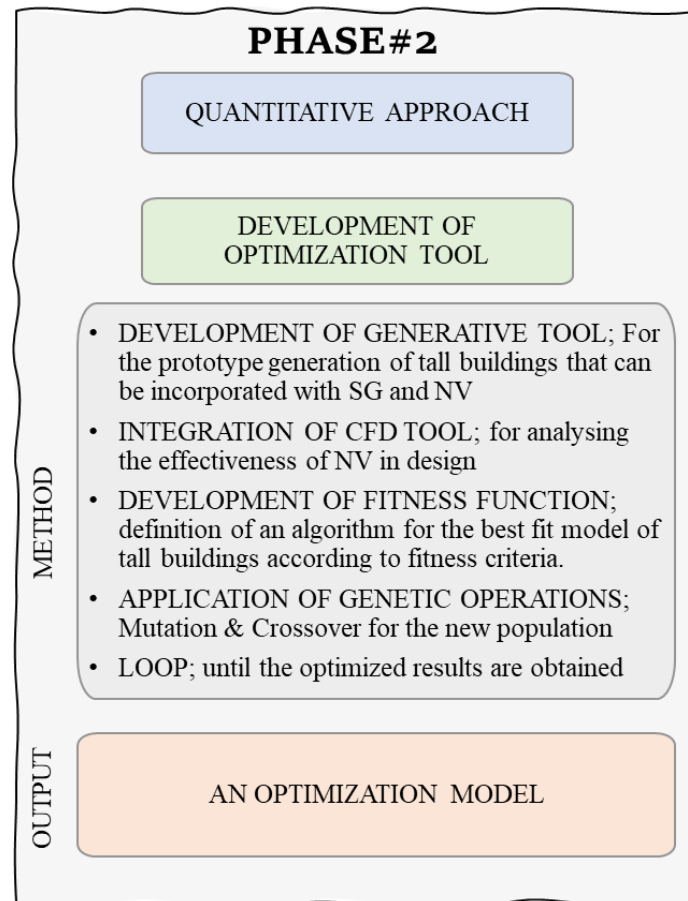 PHASE#2
QUANTITATIVE APPROACH
DEVELOPMENT OF
OPTIMIZATION TOOL
METHOD
• DEVELOPMENT OF GENERATIVE TOOL; For
the prototype generation of tall buildings that can
be incorporated with SG and NV
• INTEGRATION OF CFD TOOL; for analysing
the effectiveness of NV in design
• DEVELOPMENT OF FITNESS FUNCTION;
definition of an algorithm for the best fit model of
tall buildings according to fitness criteria.
• APPLICATION OF GENETIC OPERATIONS;
Mutation & Crossover for the new population
• LOOP; until the optimized results are obtained
OUTPUT
AN OPTIMIZATION MODEL